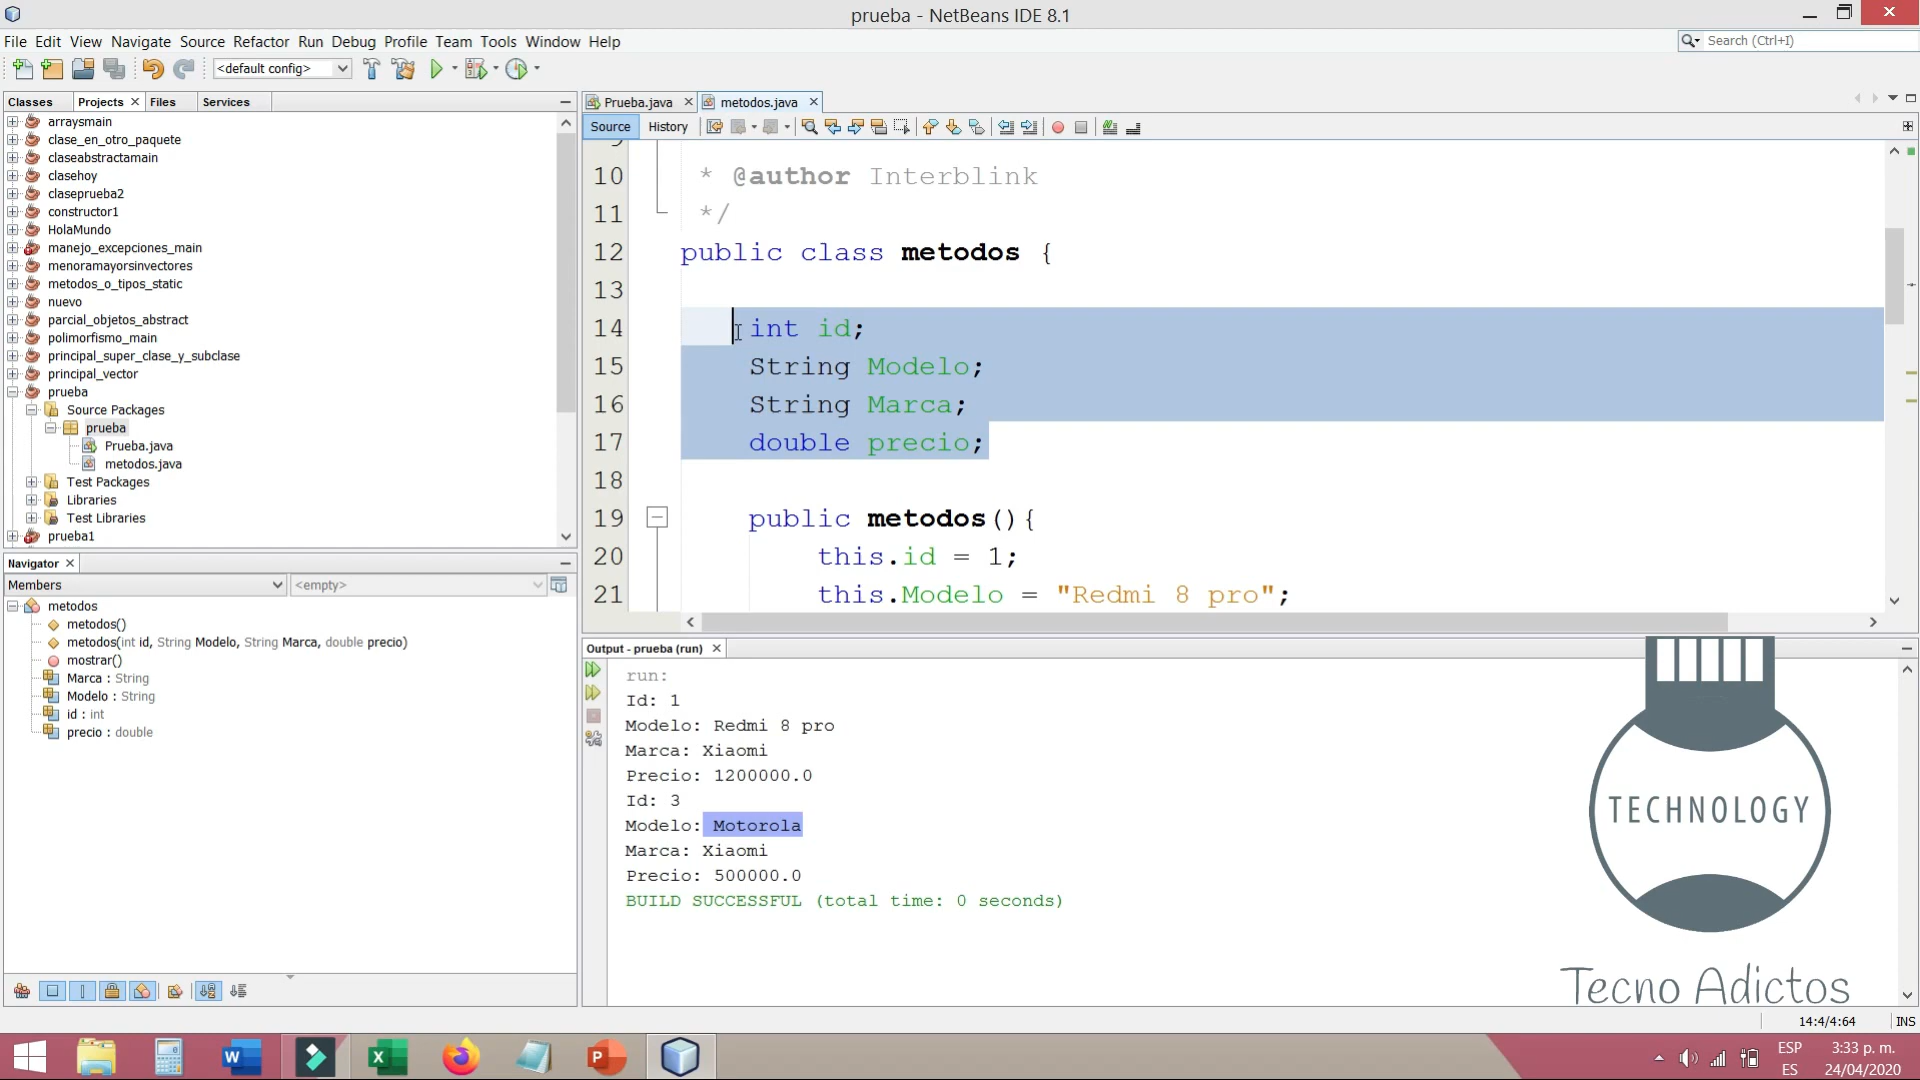 prueba - NetBeans IDE 8.1
File Edit View Navigate Source Refactor Run Debug Profile Team Tools Window Help
Search (Ctrl+I)
<default config>
Classes Projects Files Services
arraysmain
clase_en_otro_paquete
claseabstractamain
clasehoy
claseprueba2
constructor1
HolaMundo
manejo_excepciones_main
menoramayorsinvectores
metodos_o_tipos_static
nuevo
parcial_objetos_abstract
polimorfismo_main
principal_super_clase_y_subclase
principal_vector
prueba
Source Packages
prueba
Prueba.java
metodos.java
Test Packages
Libraries
Test Libraries
prueba1
Navigator
Members <empty>
metodos
metodos()
metodos(int id, String Modelo, String Marca, double precio)
mostrar()
Marca : String
Modelo : String
id : int
precio : double
Prueba.java metodos.java
Source History
10 * @author Interblink
11 */
12 public class metodos {
13
14 int id;
15 String Modelo;
16 String Marca;
17 double precio;
18
19 public metodos(){
20 this.id = 1;
21 this.Modelo = "Redmi 8 pro";
Output - prueba (run)
run:
Id: 1
Modelo: Redmi 8 pro
Marca: Xiaomi
Precio: 1200000.0
Id: 3
Modelo: Motorola
Marca: Xiaomi
Precio: 500000.0
BUILD SUCCESSFUL (total time: 0 seconds)
TECHNOLOGY
Tecno Adictos
14:4/4:64 INS
ESP 3:33 p. m.
ES 24/04/2020